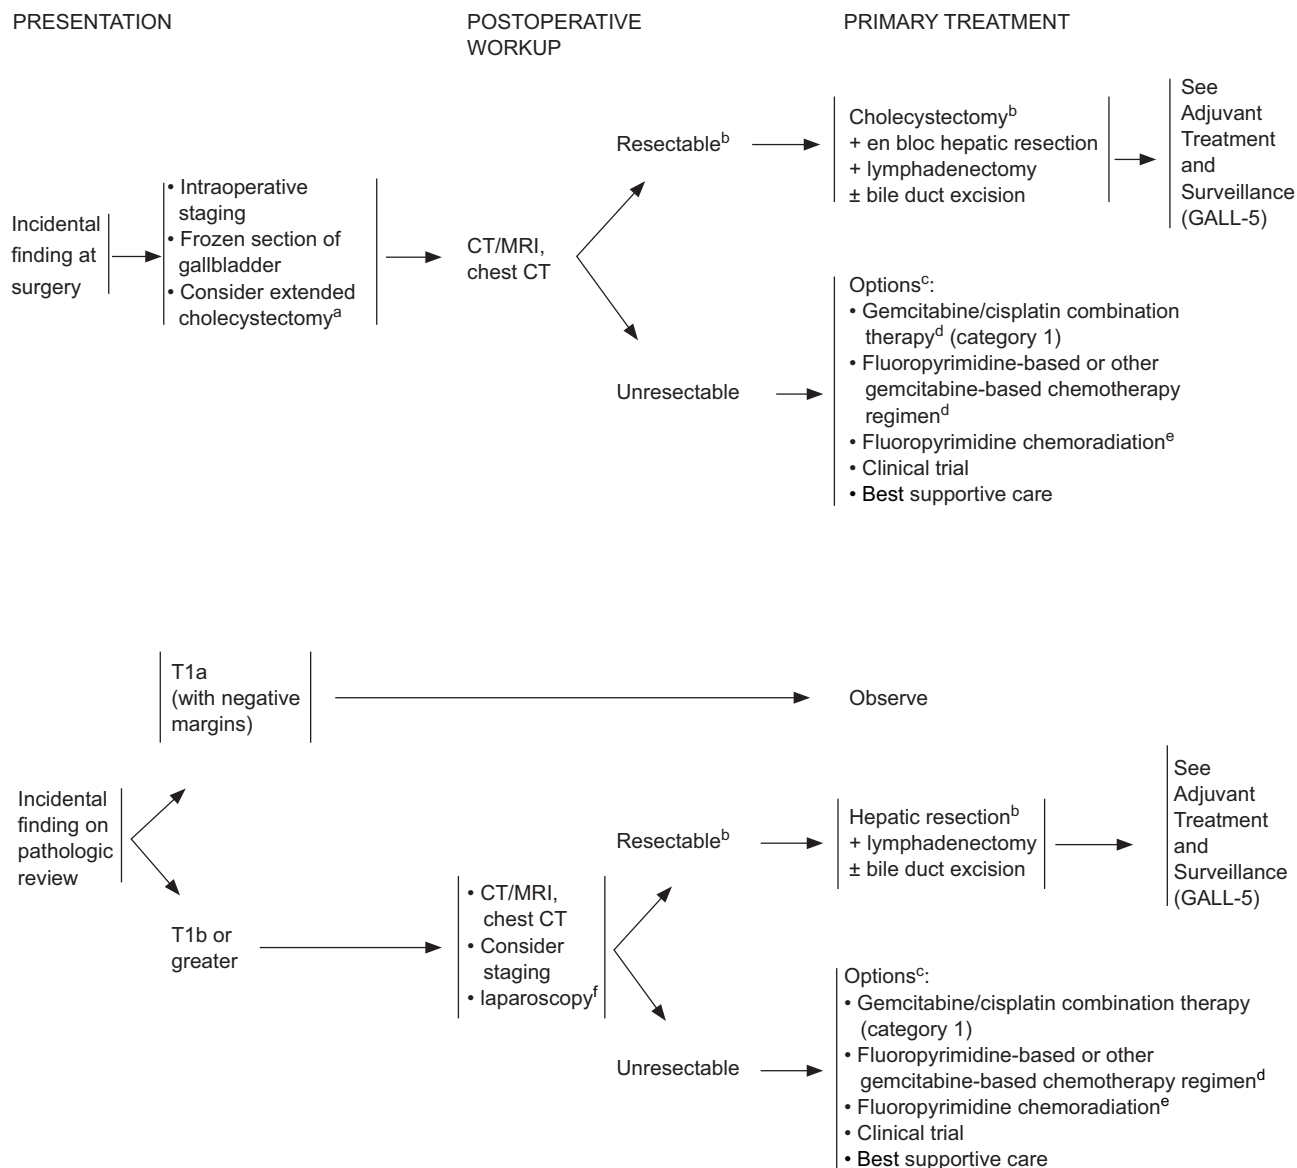 PRESENTATION
POSTOPERATIVE
WORKUP
PRIMARY TREATMENT
Incidental
finding at
surgery
• Intraoperative
staging
• Frozen section of
gallbladder
• Consider extended
cholecystectomyᵃ
CT/MRI,
chest CT
Resectableᵇ
Cholecystectomyᵇ
+ en bloc hepatic resection
+ lymphadenectomy
± bile duct excision
See
Adjuvant
Treatment
and
Surveillance
(GALL-5)
Unresectable
Optionsᶜ:
• Gemcitabine/cisplatin combination
therapyᵈ (category 1)
• Fluoropyrimidine-based or other
gemcitabine-based chemotherapy
regimenᵈ
• Fluoropyrimidine chemoradiationᵉ
• Clinical trial
• Best supportive care
Incidental
finding on
pathologic
review
T1a
(with negative
margins)
Observe
T1b or
greater
• CT/MRI,
chest CT
• Consider
staging
• laparoscopyᶠ
Resectableᵇ
Hepatic resectionᵇ
+ lymphadenectomy
± bile duct excision
See
Adjuvant
Treatment
and
Surveillance
(GALL-5)
Unresectable
Optionsᶜ:
• Gemcitabine/cisplatin combination therapy
(category 1)
• Fluoropyrimidine-based or other
gemcitabine-based chemotherapy regimenᵈ
• Fluoropyrimidine chemoradiationᵉ
• Clinical trial
• Best supportive care